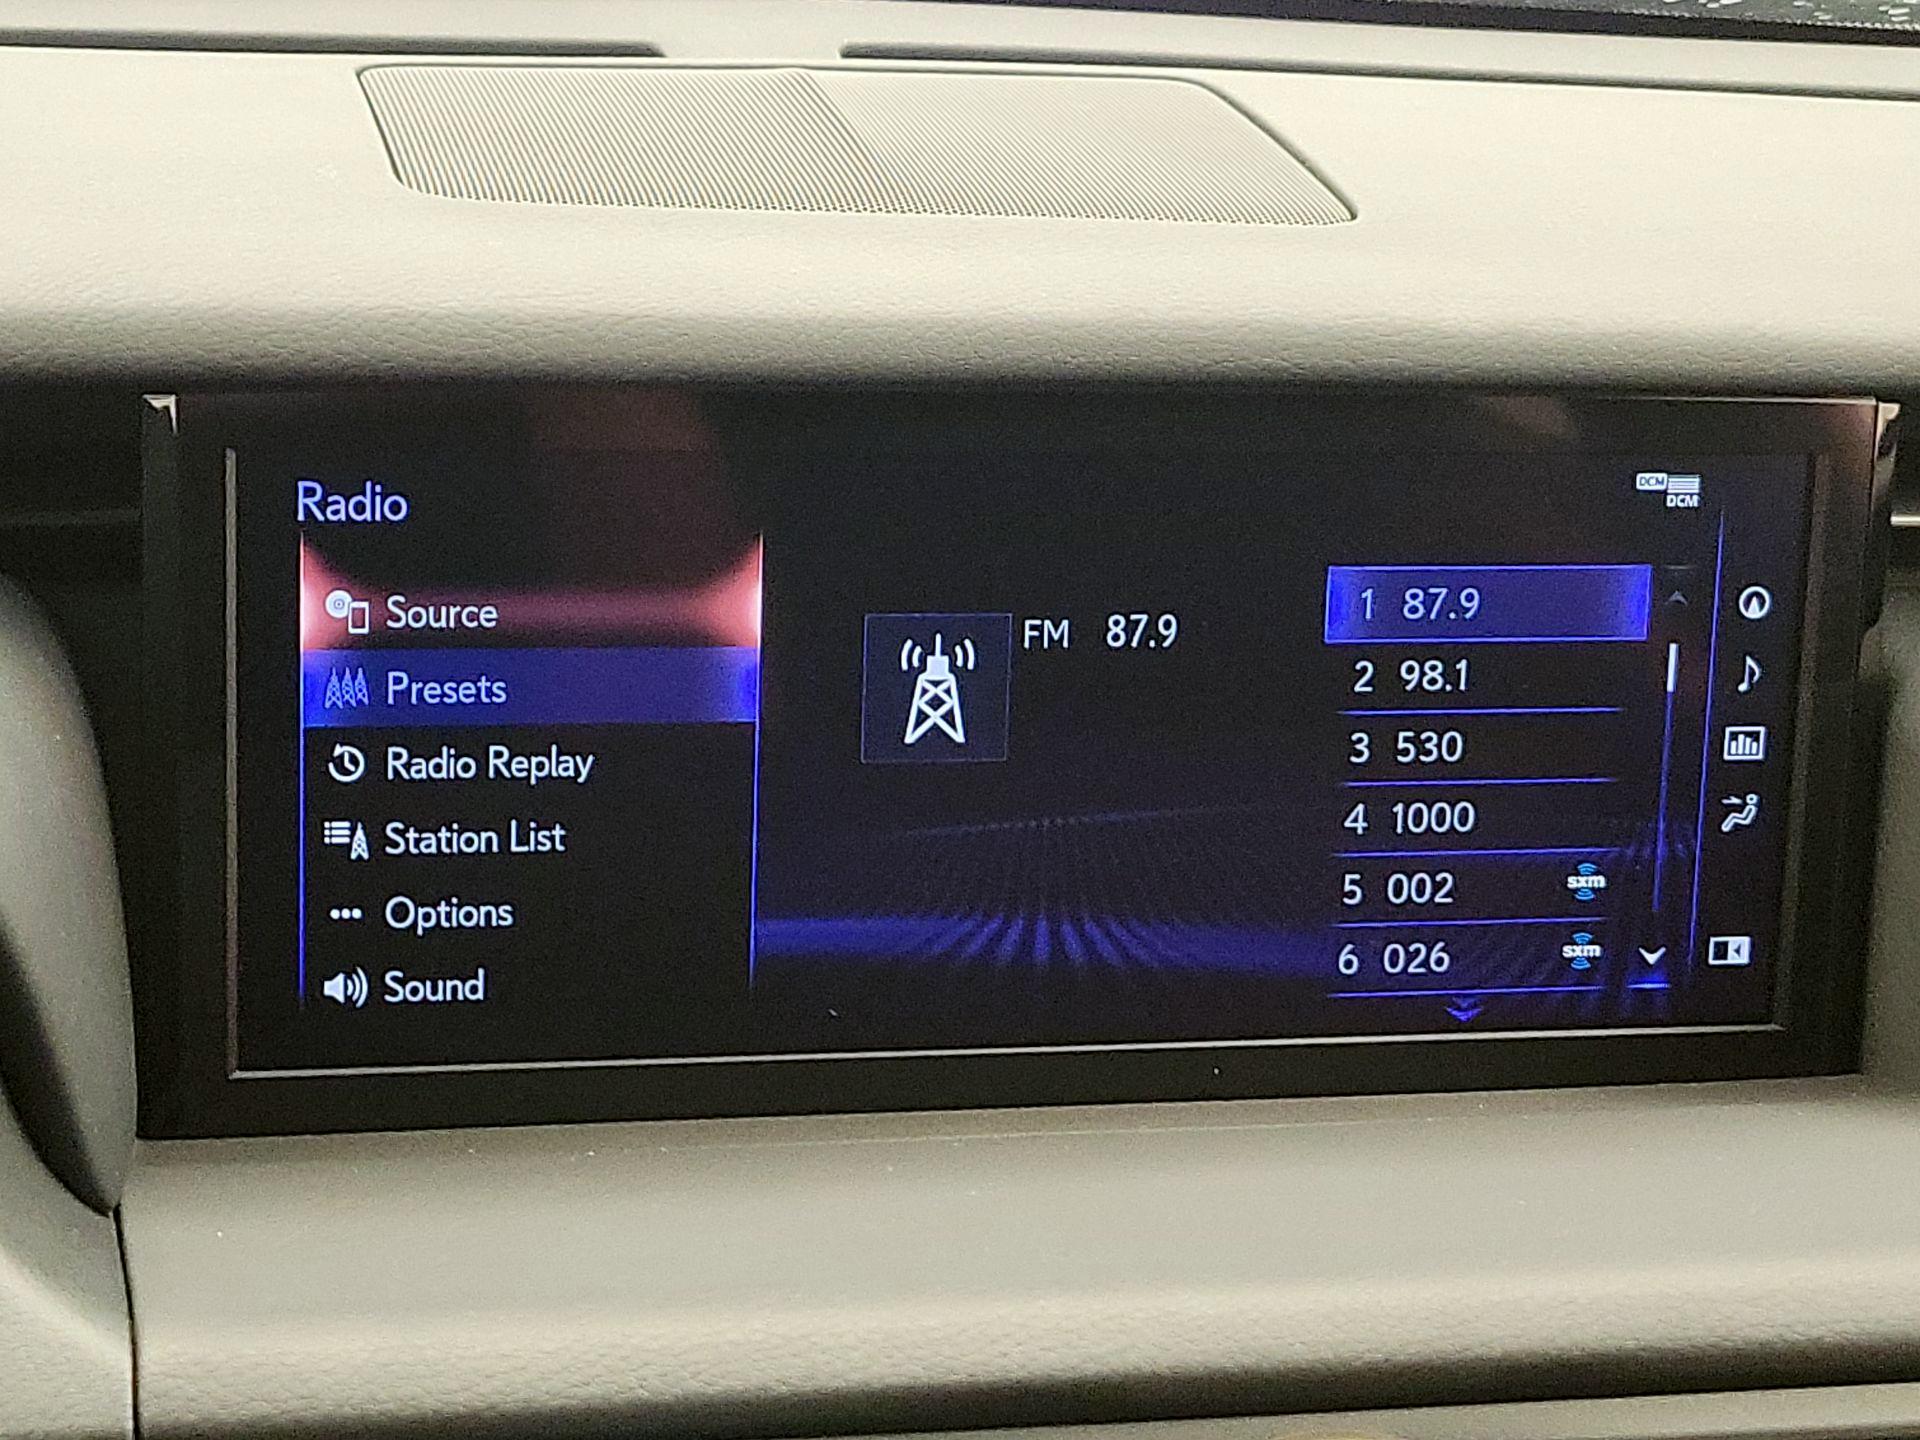 Radio
DCM
DCM
Source
Presets
Radio Replay
Station List
Options
Sound
FM 87.9
1 87.9
2 98.1
3 530
4 1000
5 002 sxm
6 026 sxm